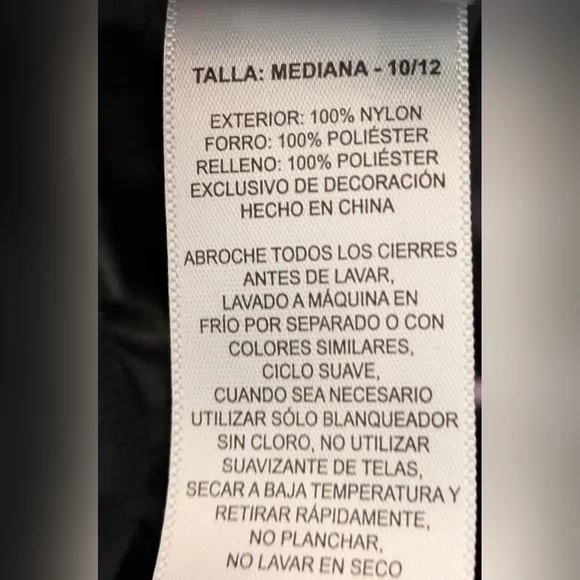 TALLA: MEDIANA - 10/12
EXTERIOR: 100% NYLON
FORRO: 100% POLIÉSTER
RELLENO: 100% POLIÉSTER
EXCLUSIVO DE DECORACIÓN
HECHO EN CHINA
ABROCHE TODOS LOS CIERRES
ANTES DE LAVAR,
LAVADO A MÁQUINA EN
FRÍO POR SEPARADO O CON
COLORES SIMILARES,
CICLO SUAVE,
CUANDO SEA NECESARIO
UTILIZAR SÓLO BLANQUEADOR
SIN CLORO, NO UTILIZAR
SUAVIZANTE DE TELAS,
SECAR A BAJA TEMPERATURA Y
RETIRAR RÁPIDAMENTE,
NO PLANCHAR,
NO LAVAR EN SECO